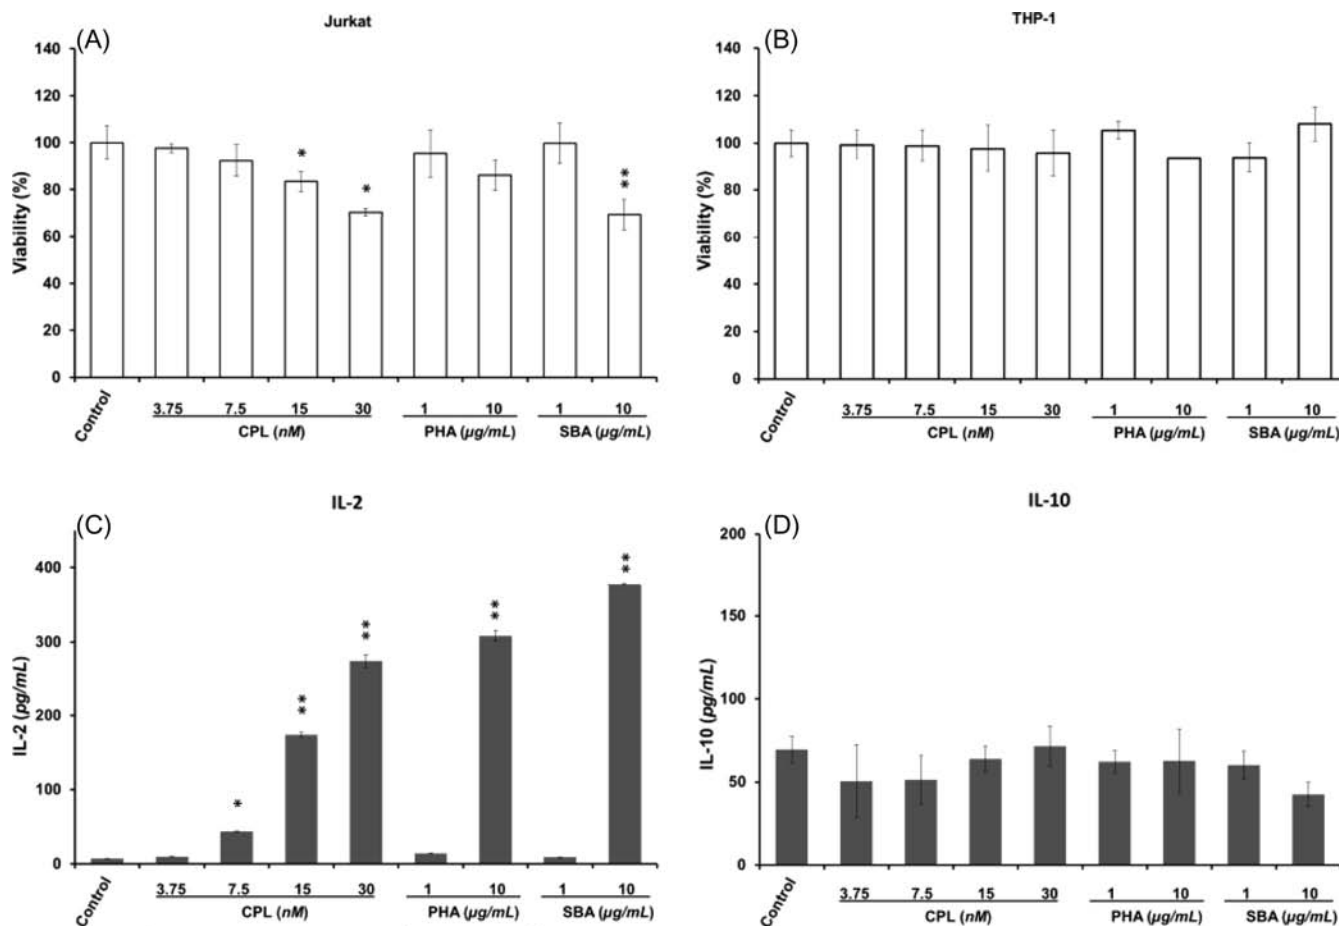 Jurkat
(A)
140
120
100
80
60
40
20
0
Viability (%)
*
*
**
Control
3.75 7.5 15 30
CPL (nM)
1 10
PHA (µg/mL)
1 10
SBA (µg/mL)
THP-1
(B)
140
120
100
80
60
40
20
0
Viability (%)
Control
3.75 7.5 15 30
CPL (nM)
1 10
PHA (µg/mL)
1 10
SBA (µg/mL)
IL-2
(C)
400
300
200
100
0
IL-2 (pg/mL)
*
**
**
**
**
Control
3.75 7.5 15 30
CPL (nM)
1 10
PHA (µg/mL)
1 10
SBA (µg/mL)
IL-10
(D)
200
150
100
50
0
IL-10 (pg/mL)
Control
3.75 7.5 15 30
CPL (nM)
1 10
PHA (µg/mL)
1 10
SBA (µg/mL)